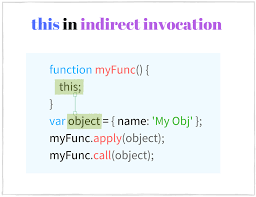 this in indirect invocation
function myFunc() {
this;
}
var object = { name: 'My Obj' };
myFunc.apply(object);
myFunc.call(object);